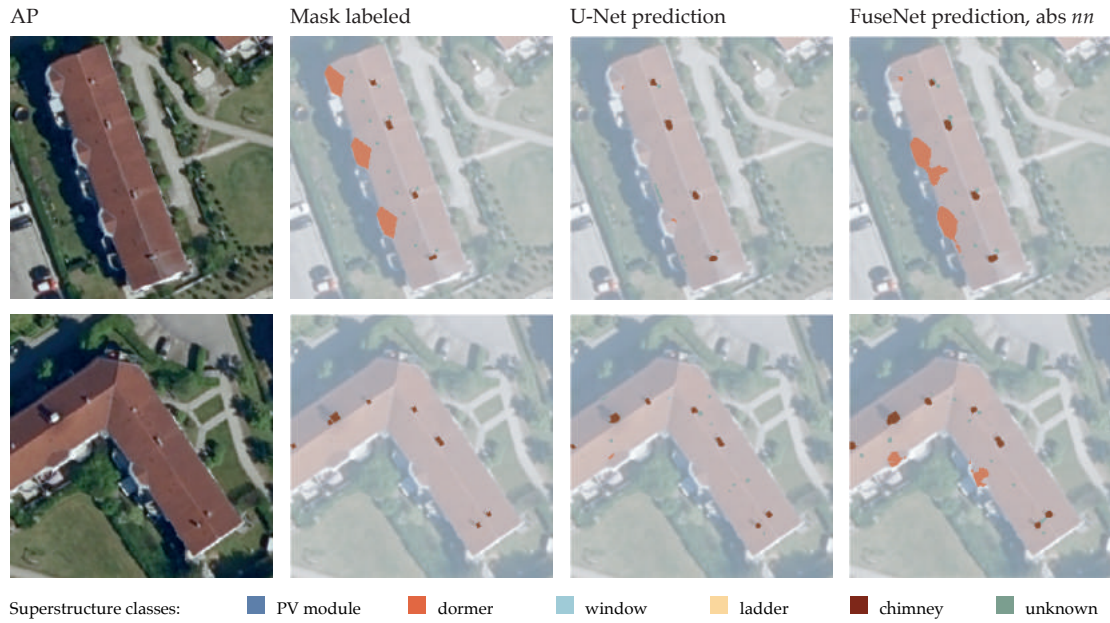 AP Mask labeled U-Net prediction FuseNet prediction, abs nn
Superstructure classes: PV module dormer window ladder chimney unknown